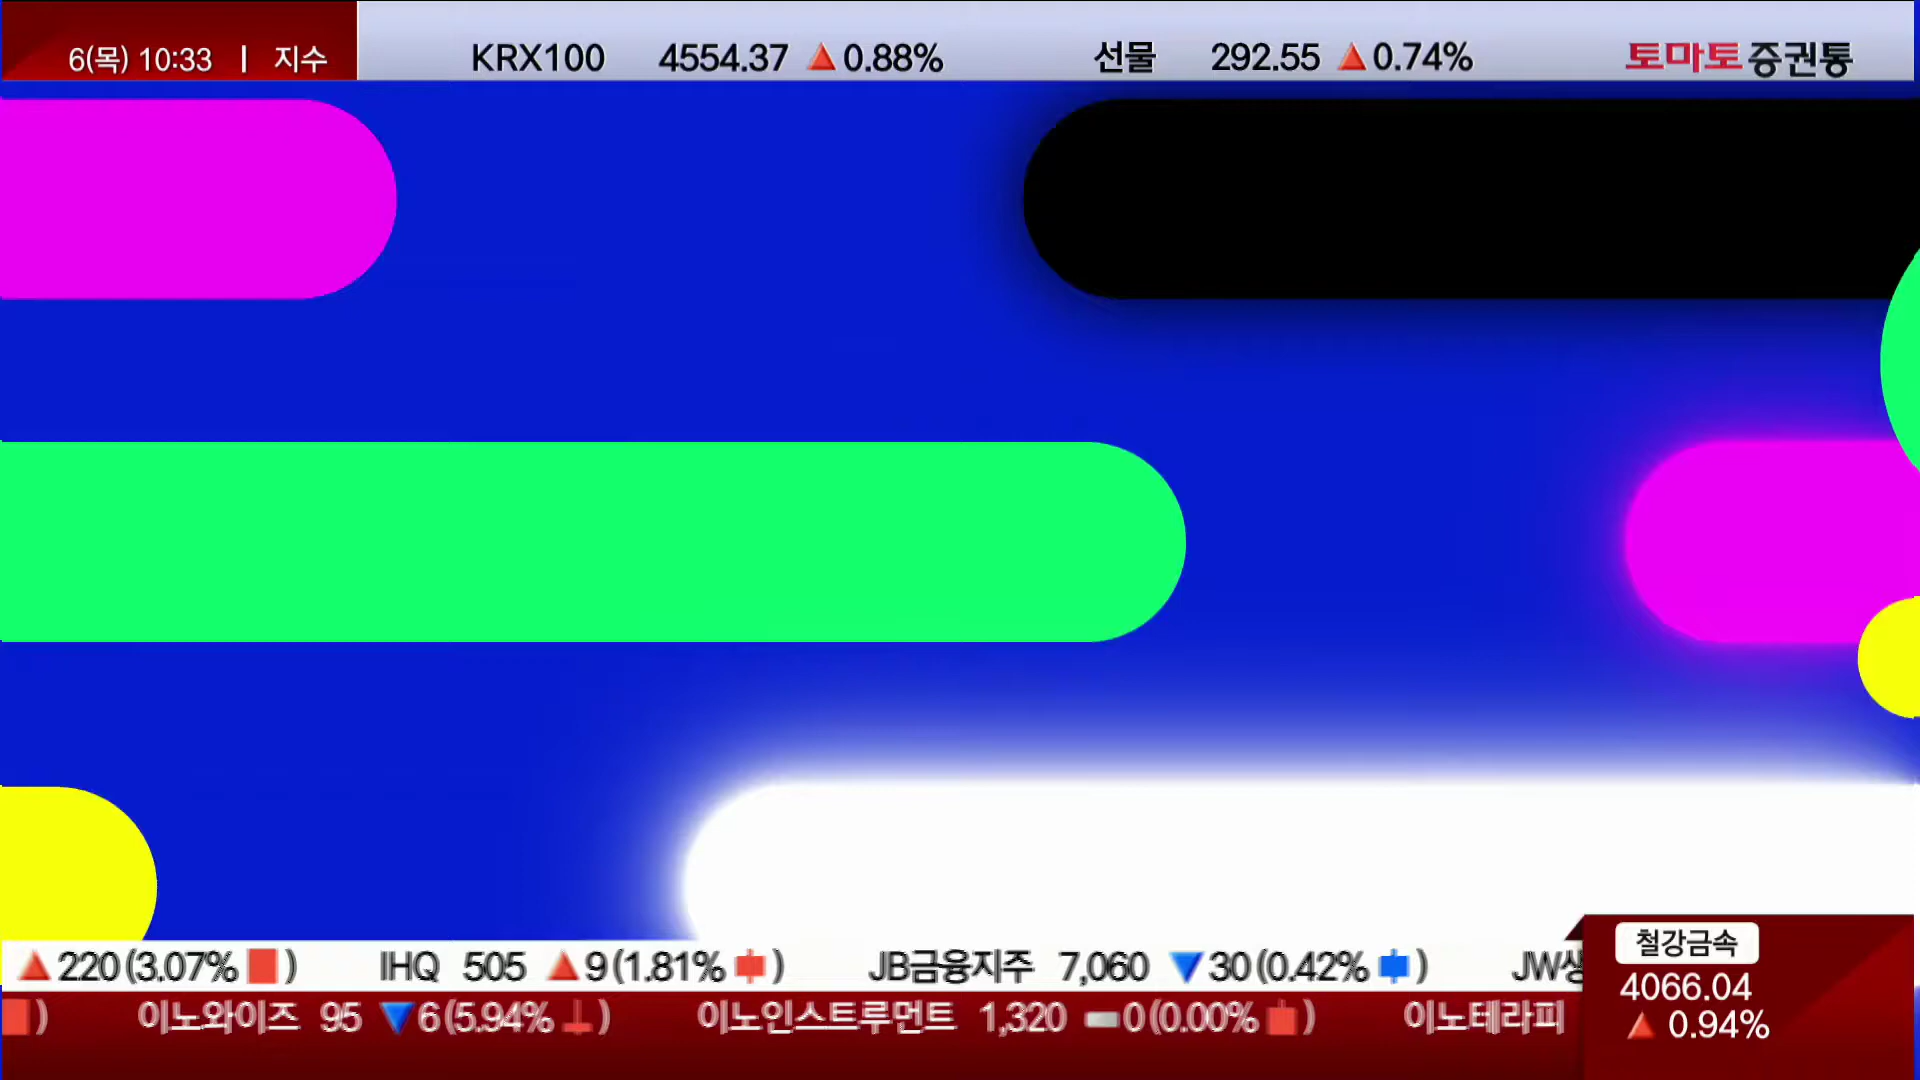 6(목) 10:33 | 지수 KRX100 4554.37 ▲0.88% 선물 292.55 ▲0.74% 토마토증권통
▲220(3.07% ) IHQ 505 ▲9(1.81% ) JB금융지주 7,060 ▼30(0.42% ) JW생
) 이노와이즈 95 ▼6(5.94% ) 이노인스트루먼트 1,320 0(0.00% ) 이노테라피
철강금속
4066.04
▲ 0.94%